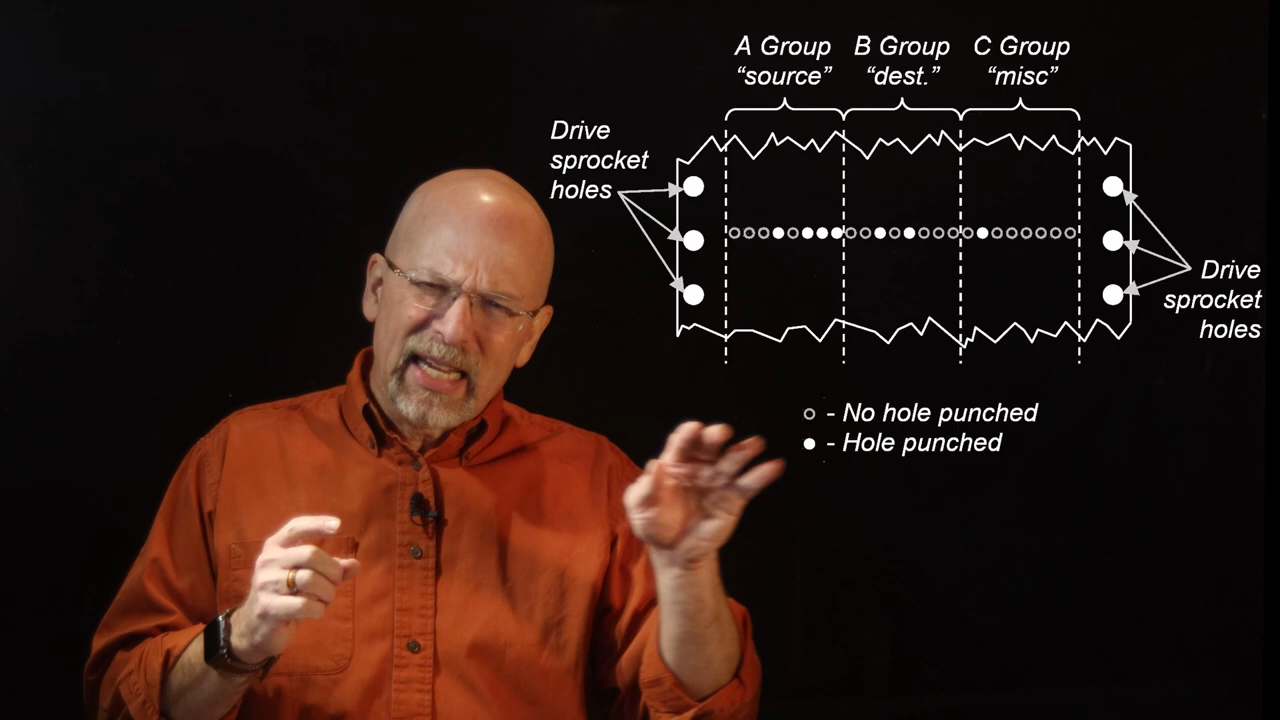 A Group
“source”
B Group
“dest.”
C Group
“misc”
Drive
sprocket
holes
Drive
sprocket
holes
- No hole punched
- Hole punched